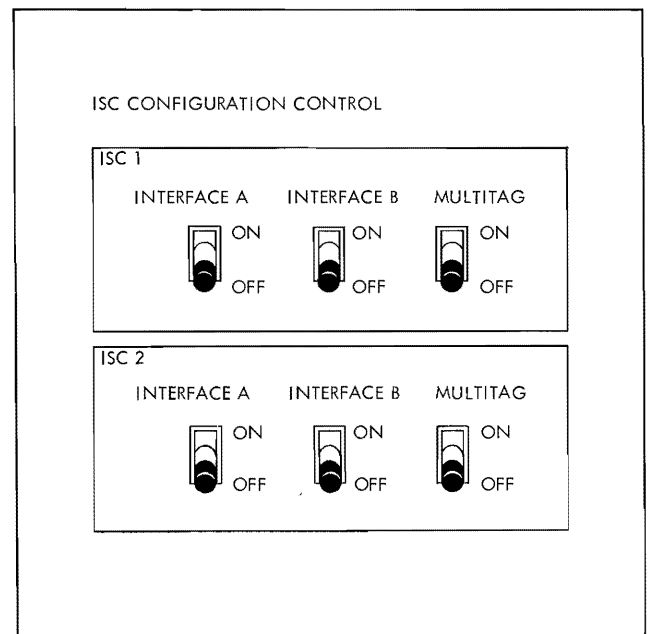 ISC CONFIGURATION CONTROL
ISC 1
INTERFACE A INTERFACE B MULTITAG
ON ON ON
OFF OFF OFF
ISC 2
INTERFACE A INTERFACE B MULTITAG
ON ON ON
OFF OFF OFF